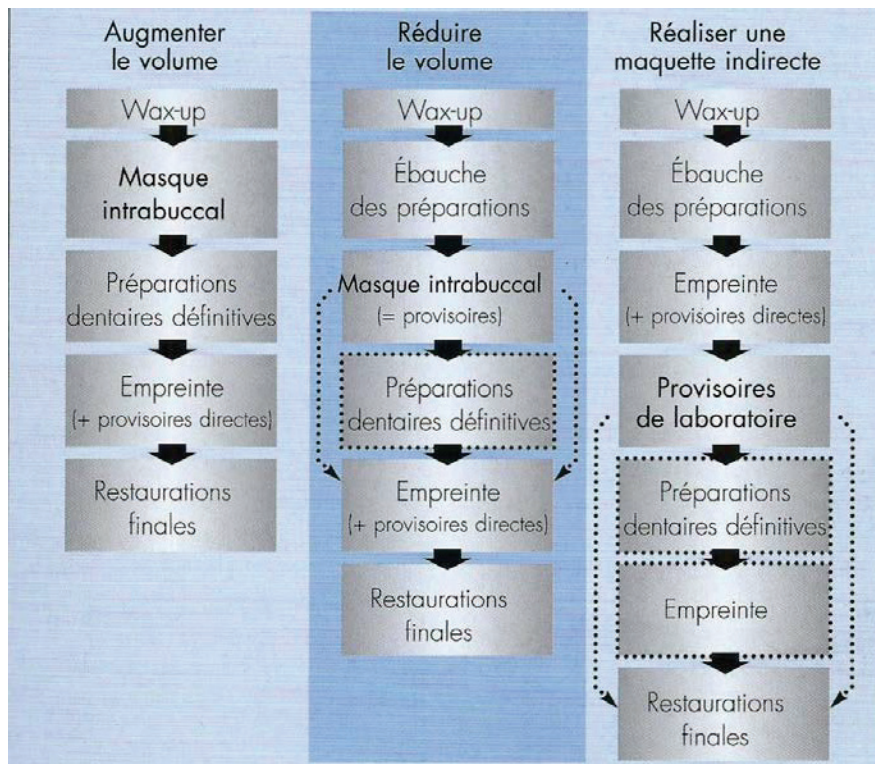 Augmenter
le volume
Wax-up
Masque
intrabuccal
Préparations
dentaires définitives
Empreinte
(+ provisoires directes)
Restaurations
finales
Réduire
le volume
Wax-up
Ébauche
des préparations
Masque intrabuccal
(= provisoires)
Préparations
dentaires définitives
Empreinte
(+ provisoires directes)
Restaurations
finales
Réaliser une
maquette indirecte
Wax-up
Ébauche
des préparations
Empreinte
(+ provisoires directes)
Provisoires
de laboratoire
Préparations
dentaires définitives
Empreinte
Restaurations
finales